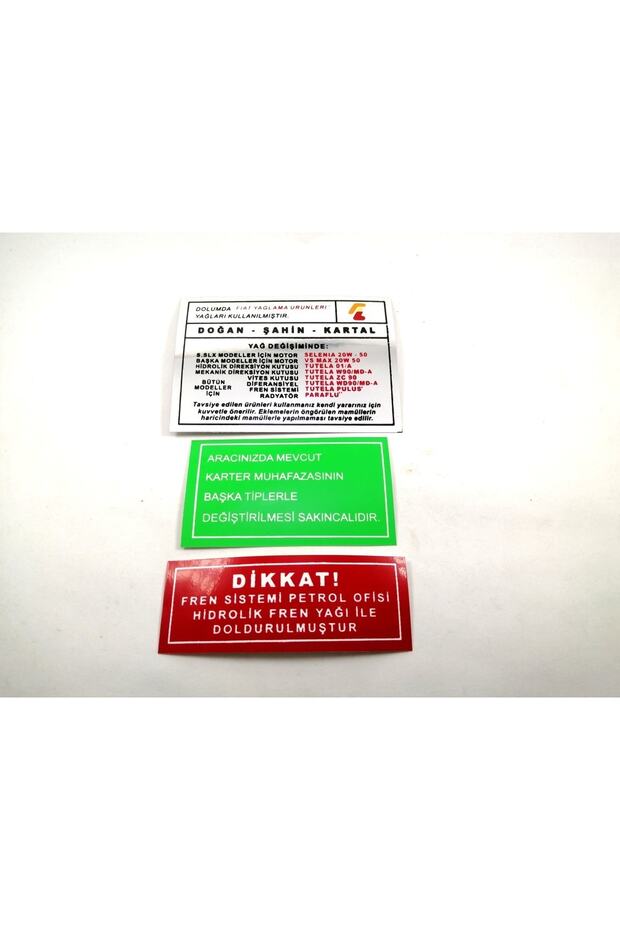 DOLUMDA FIAT YAĞLAMA ÜRÜNLERİ
YAĞLARI KULLANILMIŞTIR.
DOĞAN - ŞAHİN - KARTAL
YAĞ DEĞİŞİMİNDE:
S.SLX MODELLER İÇİN MOTOR SELENIA 20W - 50
BAŞKA MODELLER İÇİN MOTOR VS MAX 20W 50
HİDROLİK DİREKSİYON KUTUSU TUTELA 01/A
MEKANİK DİREKSİYON KUTUSU TUTELA W90/MD-A
VİTES KUTUSU TUTELA ZC 90
BÜTÜN MODELLER İÇİN
DİFERANSİYEL TUTELA WD90/MD-A
FREN SİSTEMİ TUTELA PULUS'
RADYATÖR PARAFLU''
Tavsiye edilen ürünleri kullanmanız kendi yararınız için
kuvvetle önerilir. Eklemelerin öngörülen mamüllerin
haricindeki mamüllerle yapılmaması tavsiye edilir.
ARACINIZDA MEVCUT
KARTER MUHAFAZASININ
BAŞKA TİPLERLE
DEĞİŞTİRİLMESİ SAKINCALIDIR.
DİKKAT!
FREN SİSTEMİ PETROL OFİSİ
HİDROLİK FREN YAĞI İLE
DOLDURULMUŞTUR